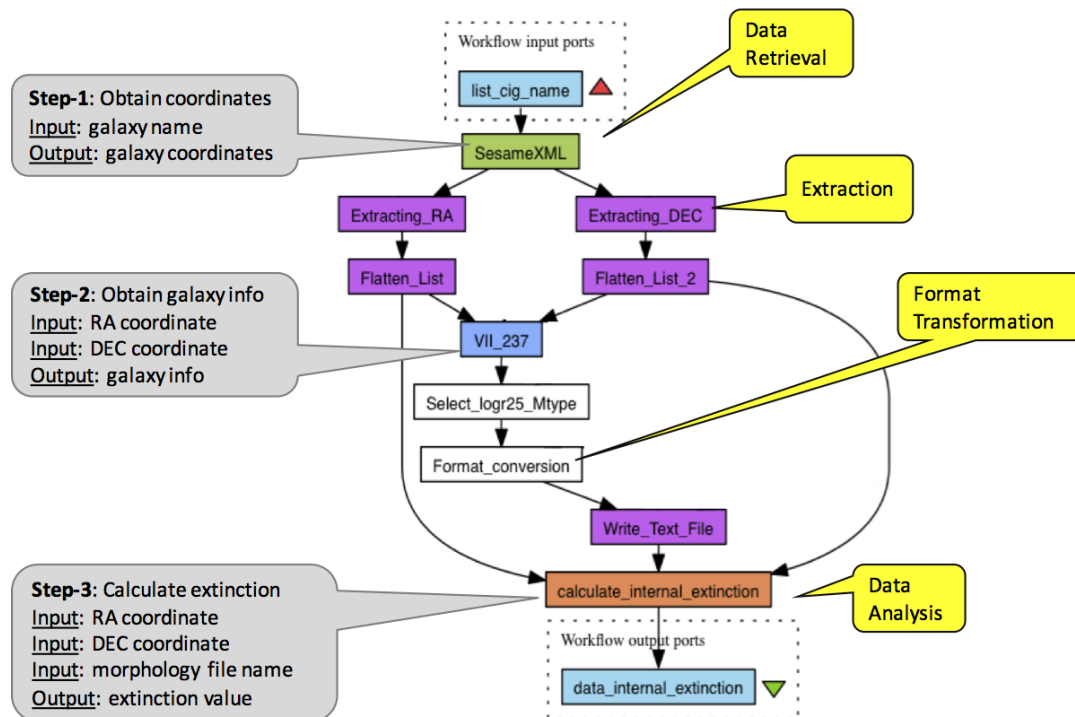 Workflow input ports
list_cig_name
Data
Retrieval
Step-1: Obtain coordinates
Input: galaxy name
Output: galaxy coordinates
SesameXML
Extracting_RA
Extracting_DEC
Extraction
Flatten_List
Flatten_List_2
Step-2: Obtain galaxy info
Input: RA coordinate
Input: DEC coordinate
Output: galaxy info
Format
Transformation
VII_237
Select_logr25_Mtype
Format_conversion
Write_Text_File
Step-3: Calculate extinction
Input: RA coordinate
Input: DEC coordinate
Input: morphology file name
Output: extinction value
calculate_internal_extinction
Data
Analysis
Workflow output ports
data_internal_extinction